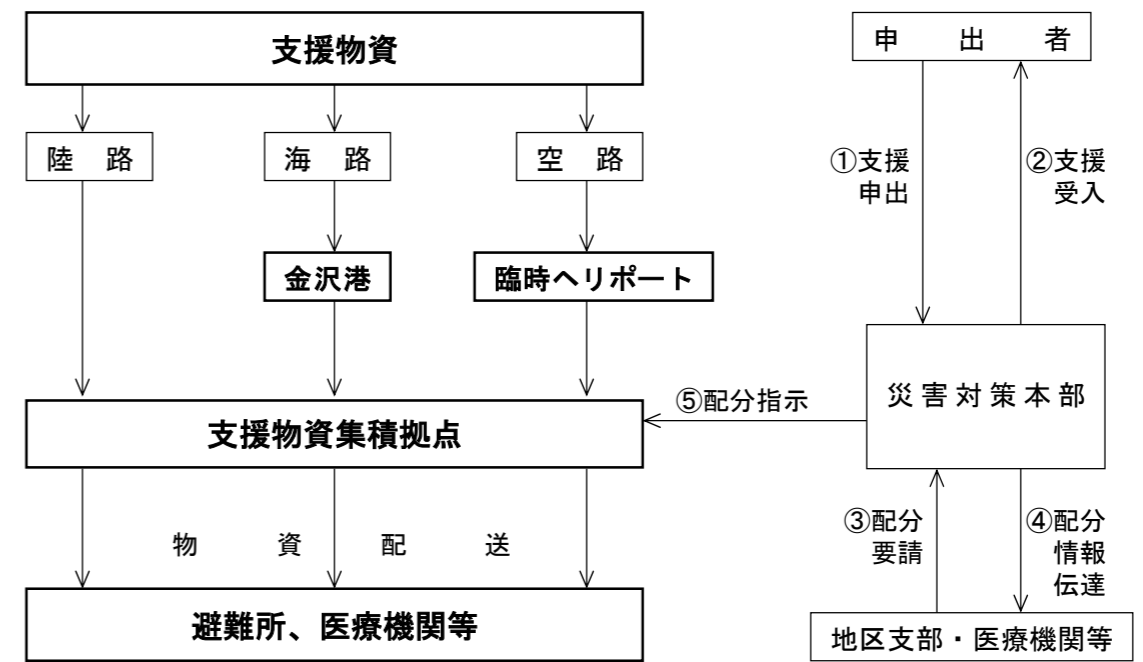 支援物資
陸路
海路
空路
金沢港
臨時ヘリポート
支援物資集積拠点
物資配送
避難所、医療機関等
申出者
①支援
申出
②支援
受入
災害対策本部
⑤配分指示
③配分
要請
④配分
情報
伝達
地区支部・医療機関等